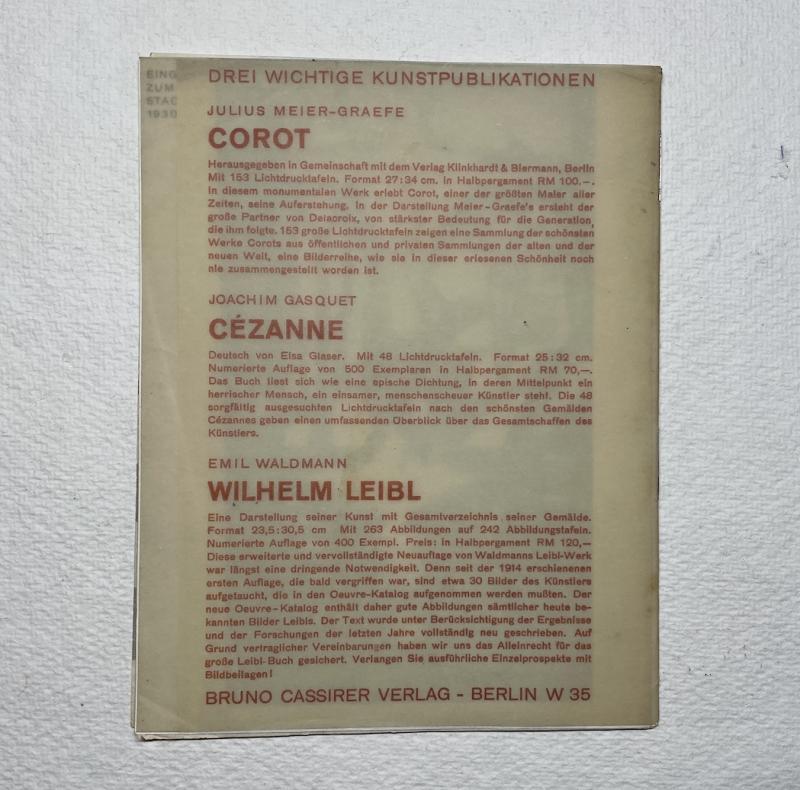 EING
ZUM
STAE
1930
DREI WICHTIGE KUNSTPUBLIKATIONEN
JULIUS MEIER-GRAEFE
COROT
Herausgegeben in Gemeinschaft mit dem Verlag Klinkhardt & Biermann, Berlin
Mit 153 Lichtdrucktafeln. Format 27:34 cm. In Halbpergament RM 100.–.
In diesem monumentalen Werk erlebt Corot, einer der größten Maler aller
Zeiten, seine Auferstehung. In der Darstellung Meier-Graefe's ersteht der
große Partner von Delacroix, von stärkster Bedeutung für die Generation,
die ihm folgte. 153 große Lichtdrucktafeln zeigen eine Sammlung der schönsten
Werke Corots aus öffentlichen und privaten Sammlungen der alten und der
neuen Welt, eine Bilderreihe, wie sie in dieser erlesenen Schönheit noch
nie zusammengestellt worden ist.
JOACHIM GASQUET
CÉZANNE
Deutsch von Elsa Glaser. Mit 48 Lichtdrucktafeln. Format 25:32 cm.
Numerierte Auflage von 500 Exemplaren in Halbpergament RM 70,—.
Das Buch liest sich wie eine epische Dichtung, in deren Mittelpunkt ein
herrischer Mensch, ein einsamer, menschenscheuer Künstler steht. Die 48
sorgfältig ausgesuchten Lichtdrucktafeln nach den schönsten Gemälden
Cézannes geben einen umfassenden Überblick über das Gesamtschaffen des
Künstlers.
EMIL WALDMANN
WILHELM LEIBL
Eine Darstellung seiner Kunst mit Gesamtverzeichnis seiner Gemälde.
Format 23,5:30,5 cm Mit 263 Abbildungen auf 242 Abbildungstafeln.
Numerierte Auflage von 400 Exempl. Preis: in Halbpergament RM 120,—
Diese erweiterte und vervollständigte Neuauflage von Waldmanns Leibl-Werk
war längst eine dringende Notwendigkeit. Denn seit der 1914 erschienenen
ersten Auflage, die bald vergriffen war, sind etwa 30 Bilder des Künstlers
aufgetaucht, die in den Oeuvre-Katalog aufgenommen werden mußten. Der
neue Oeuvre-Katalog enthält daher gute Abbildungen sämtlicher heute be-
kannten Bilder Leibls. Der Text wurde unter Berücksichtigung der Ergebnisse
und der Forschungen der letzten Jahre vollständig neu geschrieben. Auf
Grund vertraglicher Vereinbarungen haben wir uns das Alleinrecht für das
große Leibl-Buch gesichert. Verlangen Sie ausführliche Einzelprospekte mit
Bildbeilagen!
BRUNO CASSIRER VERLAG - BERLIN W 35